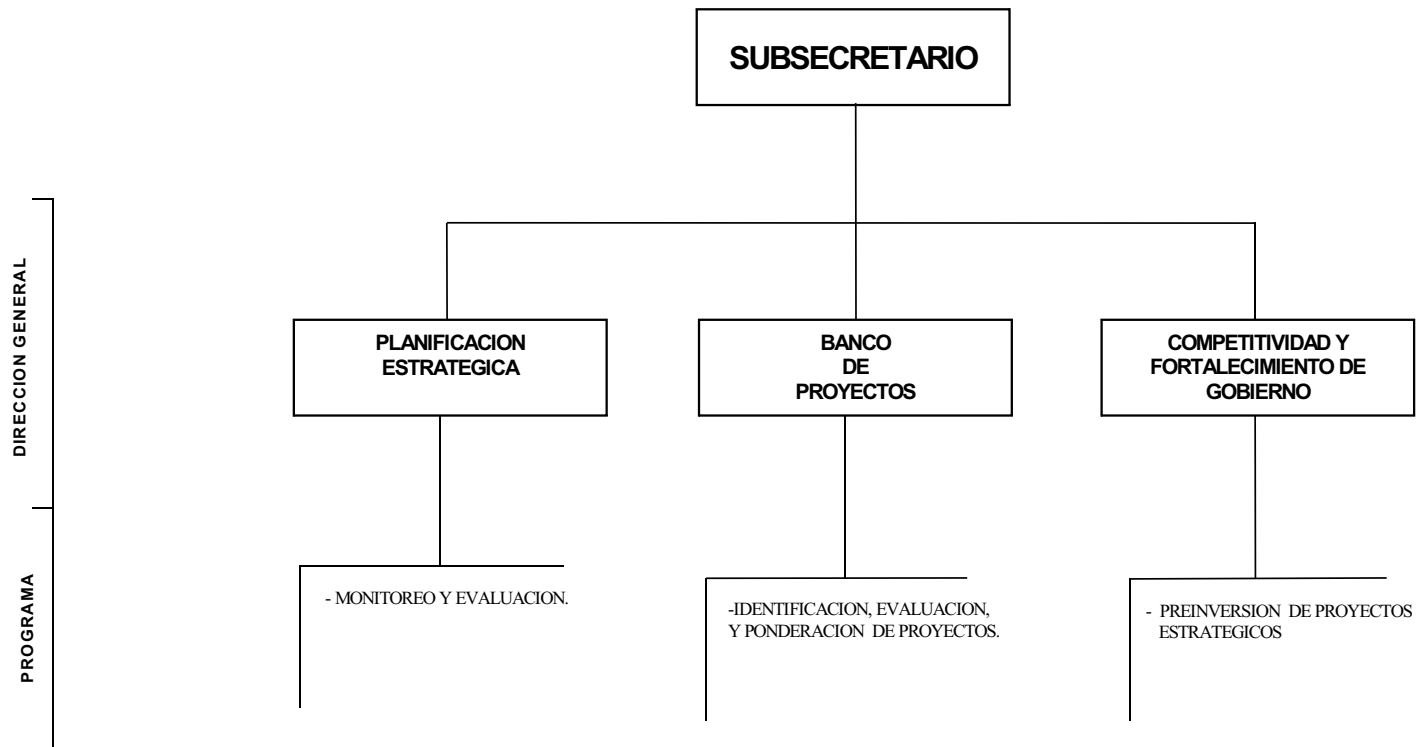 SUBSECRETARIO
DIRECCION GENERAL
PLANIFICACION
ESTRATEGICA
BANCO
DE
PROYECTOS
COMPETITIVIDAD Y
FORTALECIMIENTO DE
GOBIERNO
PROGRAMA
- MONITOREO Y EVALUACION.
-IDENTIFICACION, EVALUACION,
Y PONDERACION DE PROYECTOS.
- PREINVERSION DE PROYECTOS
ESTRATEGICOS